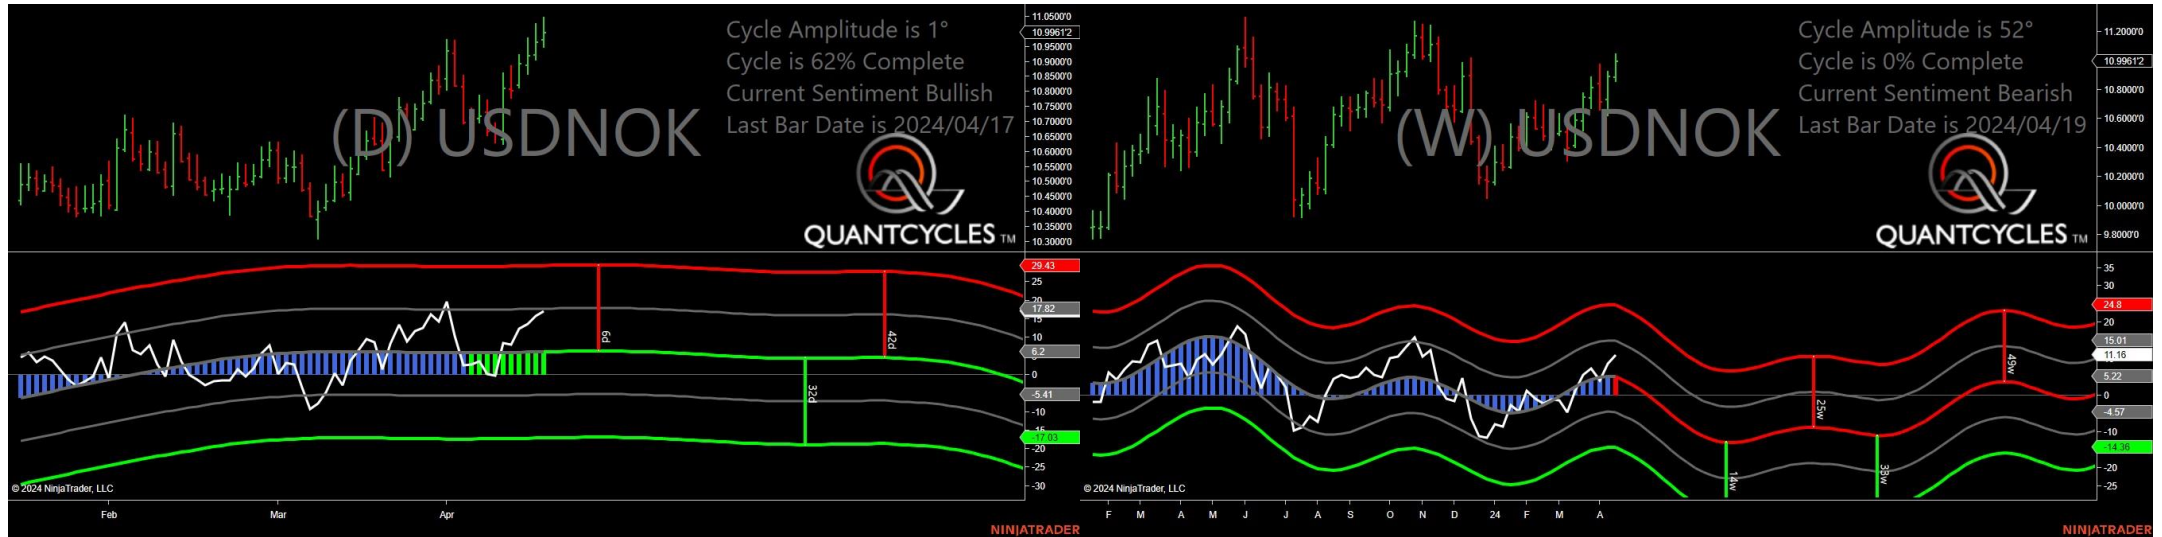 Cycle Amplitude is 1°
Cycle is 62% Complete
Current Sentiment Bullish
Last Bar Date is 2024/04/17
(D) USDNOK
QUANTCYCLES TM
11.0500'0
10.9961'2
10.9500'0
10.9000'0
10.8500'0
10.8000'0
10.7500'0
10.7000'0
10.6500'0
10.6000'0
10.5500'0
10.5000'0
10.4500'0
10.4000'0
10.3500'0
10.3000'0
29.43
25
20
17.82
15
10
6.2
0
-5.41
-10
-15
-17.03
-20
-25
-30
6d
32d
42d
© 2024 NinjaTrader, LLC
Feb Mar Apr
NINJATRADER
Cycle Amplitude is 52°
Cycle is 0% Complete
Current Sentiment Bearish
Last Bar Date is 2024/04/19
(W) USDNOK
QUANTCYCLES TM
11.2000'0
10.9961'2
10.8000'0
10.6000'0
10.4000'0
10.2000'0
10.0000'0
9.8000'0
35
30
24.8
20
15.01
11.16
5.22
0
-4.57
-10
-14.36
-20
-25
14w
25w
33w
49w
© 2024 NinjaTrader, LLC
F M A M J J A S O N D 24 F M A
NINJATRADER